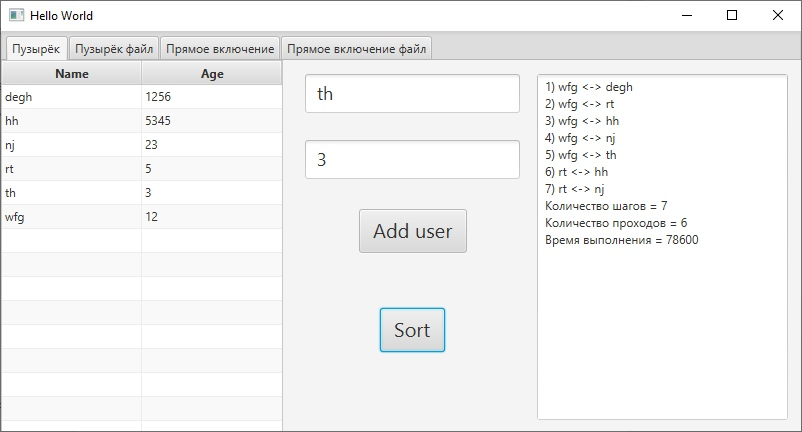 Hello World
Пузырёк Пузырёк файл Прямое включение Прямое включение файл
Name Age
degh 1256
hh 5345
nj 23
rt 5
th 3
wfg 12
th
3
Add user
Sort
1) wfg <-> degh
2) wfg <-> rt
3) wfg <-> hh
4) wfg <-> nj
5) wfg <-> th
6) rt <-> hh
7) rt <-> nj
Количество шагов = 7
Количество проходов = 6
Время выполнения = 78600